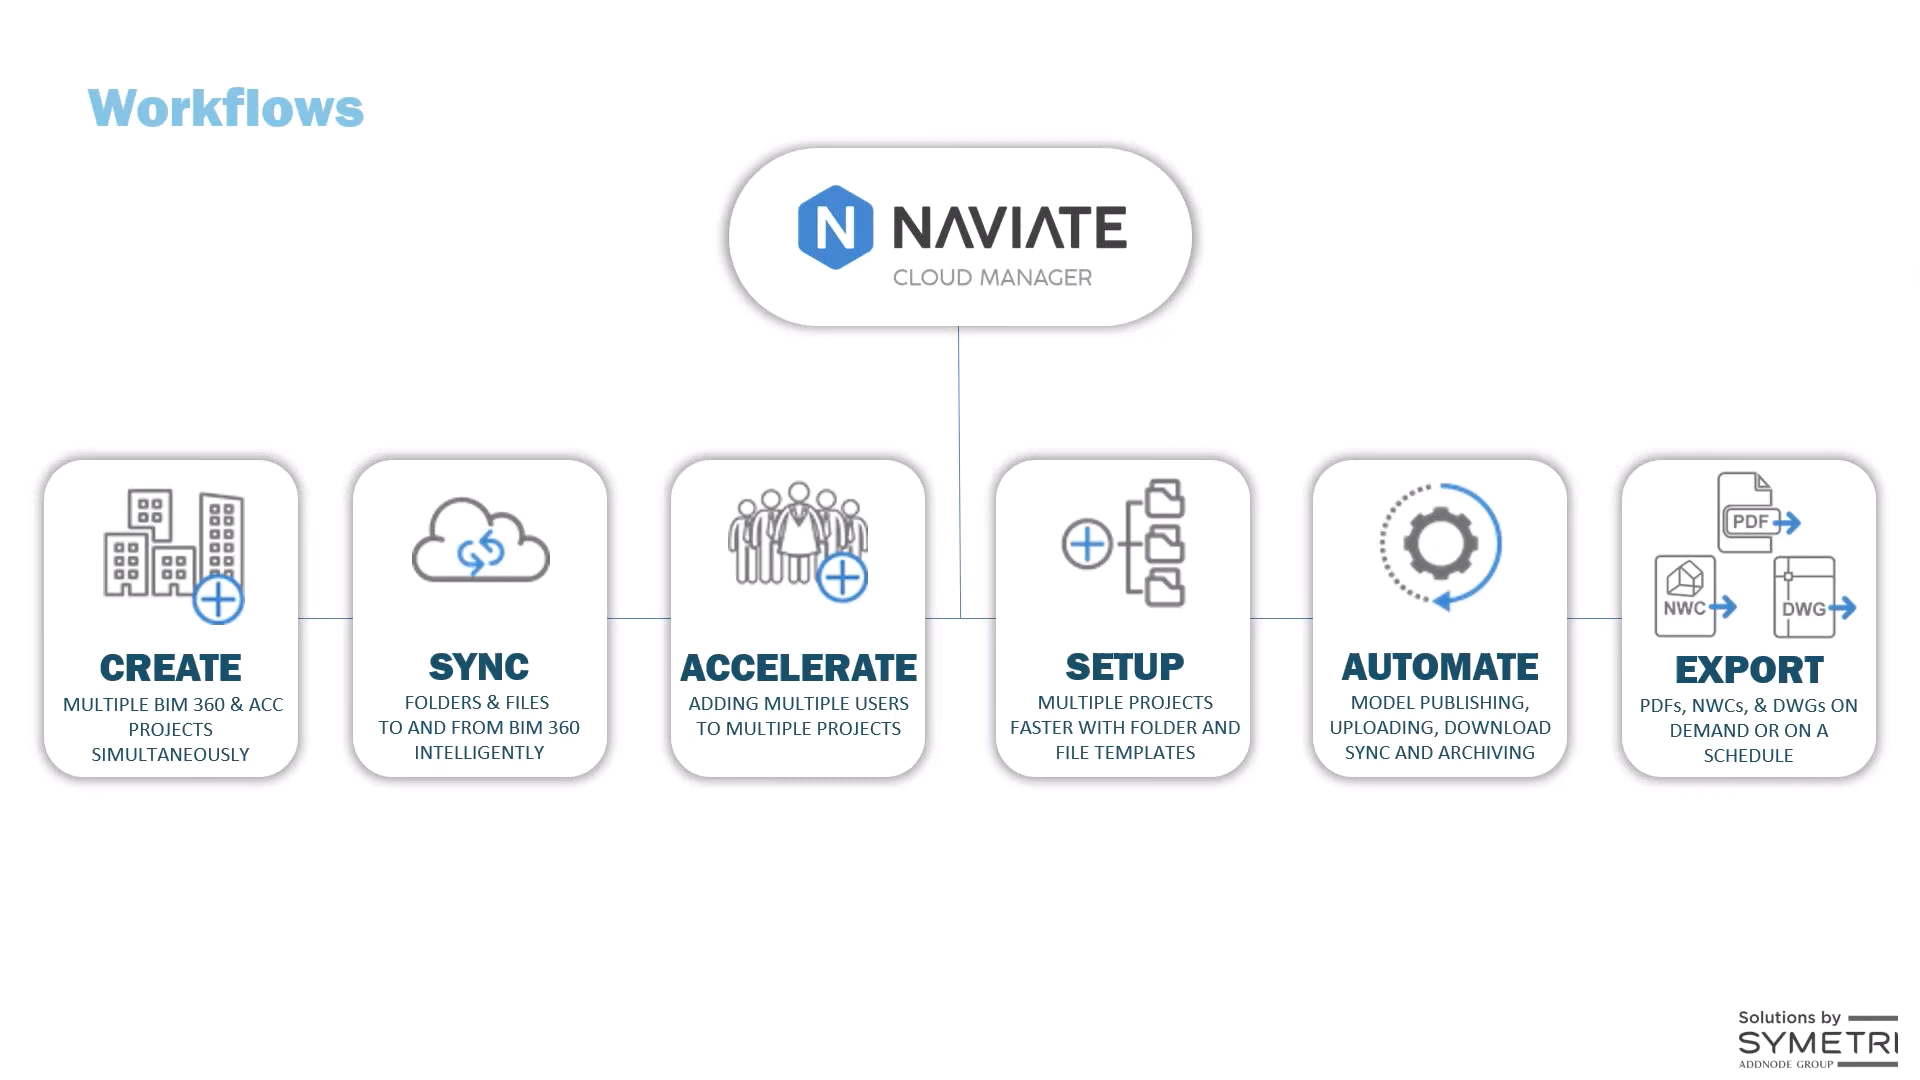 Workflows
N NAVIATE
CLOUD MANAGER
CREATE
MULTIPLE BIM 360 & ACC
PROJECTS
SIMULTANEOUSLY
SYNC
FOLDERS & FILES
TO AND FROM BIM 360
INTELLIGENTLY
ACCELERATE
ADDING MULTIPLE USERS
TO MULTIPLE PROJECTS
SETUP
MULTIPLE PROJECTS
FASTER WITH FOLDER AND
FILE TEMPLATES
AUTOMATE
MODEL PUBLISHING,
UPLOADING, DOWNLOAD
SYNC AND ARCHIVING
PDF
NWC
DWG
EXPORT
PDFs, NWCs, & DWGs ON
DEMAND OR ON A
SCHEDULE
Solutions by
SYMETRI
ADDNODE GROUP